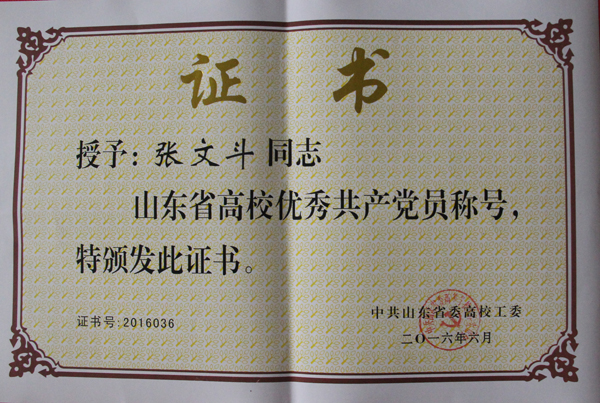 证 书
授予：张文斗同志
山东省高校优秀共产党员称号，
特颁发此证书。
中共山东省委高校工委
证书号：2016036
二〇一六年六月